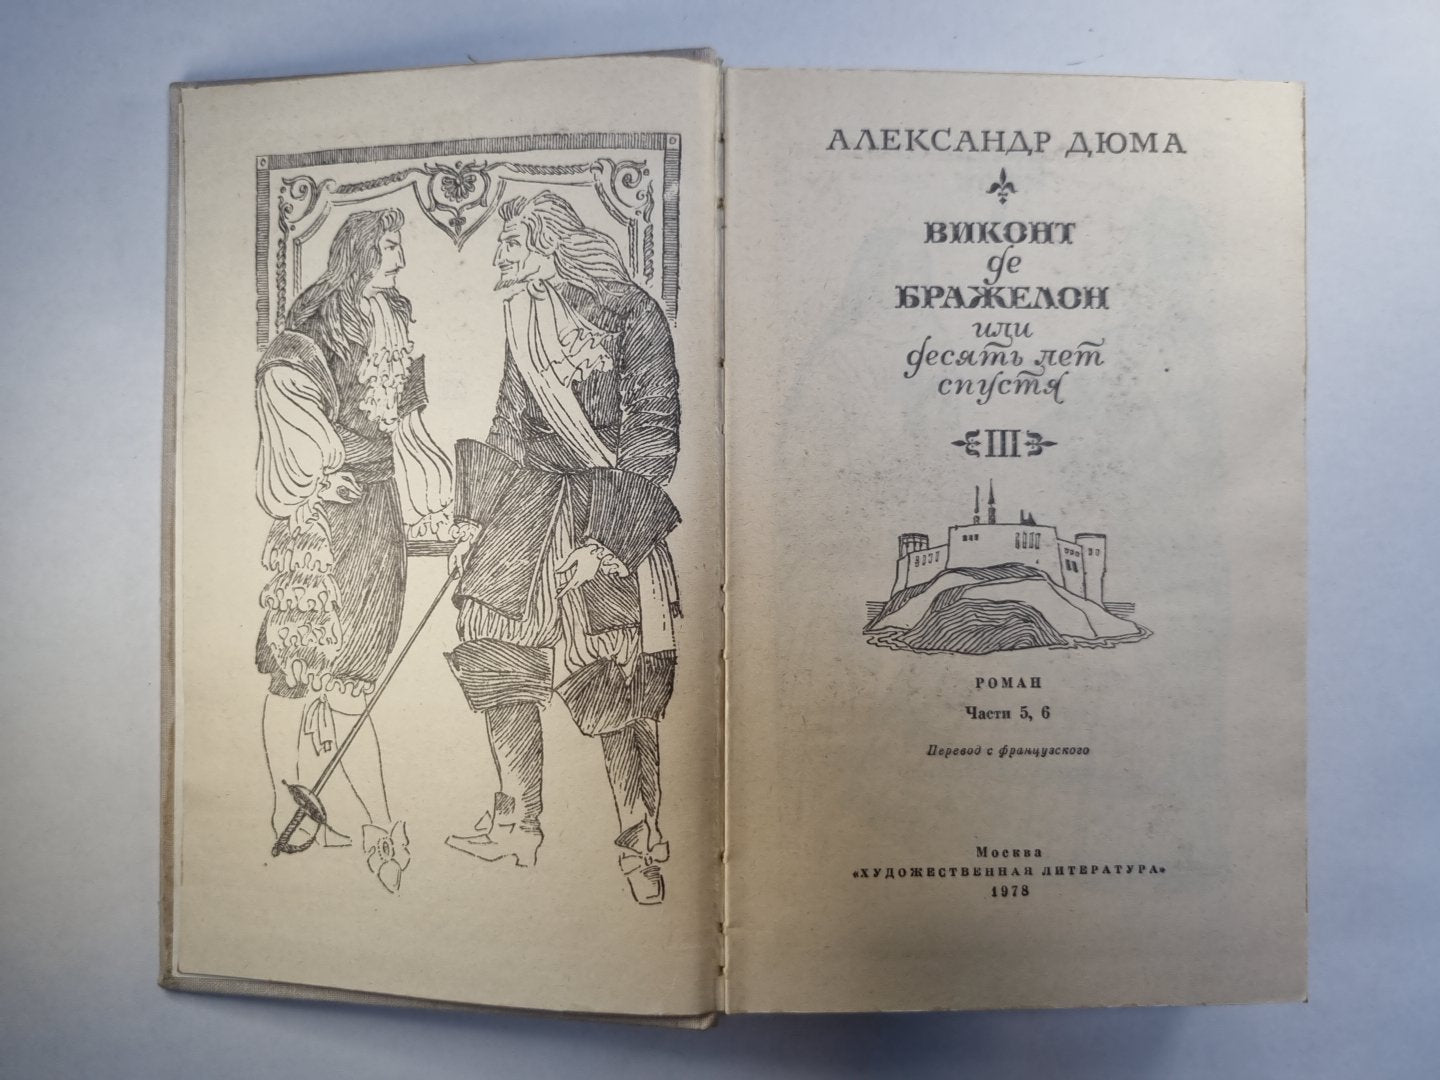 АЛЕКСАНДР ДЮМА
ВИКОНТ
де
БРАЖЕЛОН
или
десять лет
спустя
III
РОМАН
Части 5, 6
Перевод с французского
Москва
«ХУДОЖЕСТВЕННАЯ ЛИТЕРАТУРА»
1978